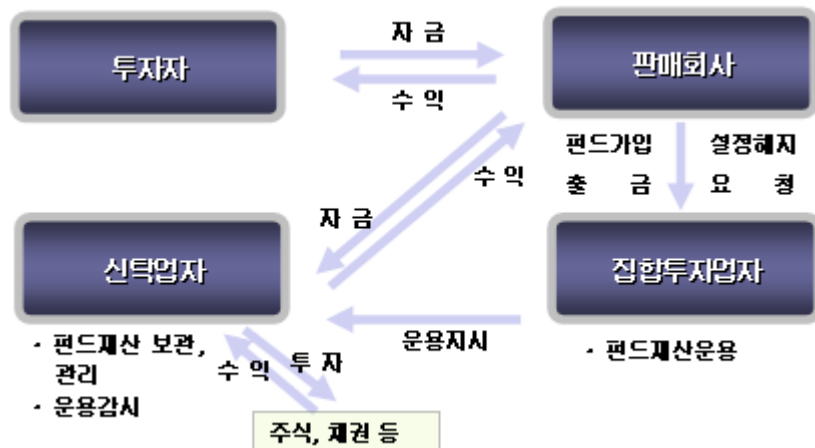 투자자
자 금
판매회사
수 익
펀드가입 설정해지
출 금 요 청
수 익
자 금
신탁업자
집합투자업자
운용지시
· 펀드재산 보관,
관리
· 운용감시
수 익
투 자
· 펀드재산운용
주식, 채권 등